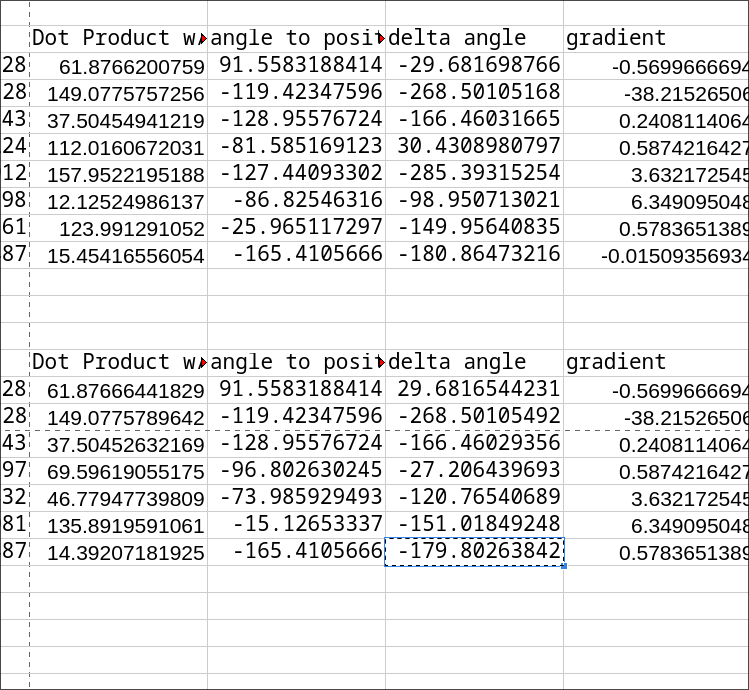 Dot Product w angle to posit delta angle gradient
28 61.8766200759 91.5583188414 -29.681698766 -0.5699666694
28 149.0775757256 -119.42347596 -268.50105168 -38.21526506
43 37.50454941219 -128.95576724 -166.46031665 0.2408114064
24 112.0160672031 -81.585169123 30.4308980797 0.5874216427
12 157.9522195188 -127.44093302 -285.39315254 3.632172545
98 12.12524986137 -86.82546316 -98.950713021 6.349095048
61 123.991291052 -25.965117297 -149.95640835 0.5783651389
87 15.45416556054 -165.4105666 -180.86473216 -0.01509356934
Dot Product w angle to posit delta angle gradient
28 61.87666441829 91.5583188414 29.6816544231 -0.5699666694
28 149.0775789642 -119.42347596 -268.50105492 -38.21526506
43 37.50452632169 -128.95576724 -166.46029356 0.2408114064
97 69.59619055175 -96.802630245 -27.206439693 0.5874216427
32 46.77947739809 -73.985929493 -120.76540689 3.632172545
81 135.8919591061 -15.12653337 -151.01849248 6.349095048
87 14.39207181925 -165.4105666 -179.80263842 0.5783651389